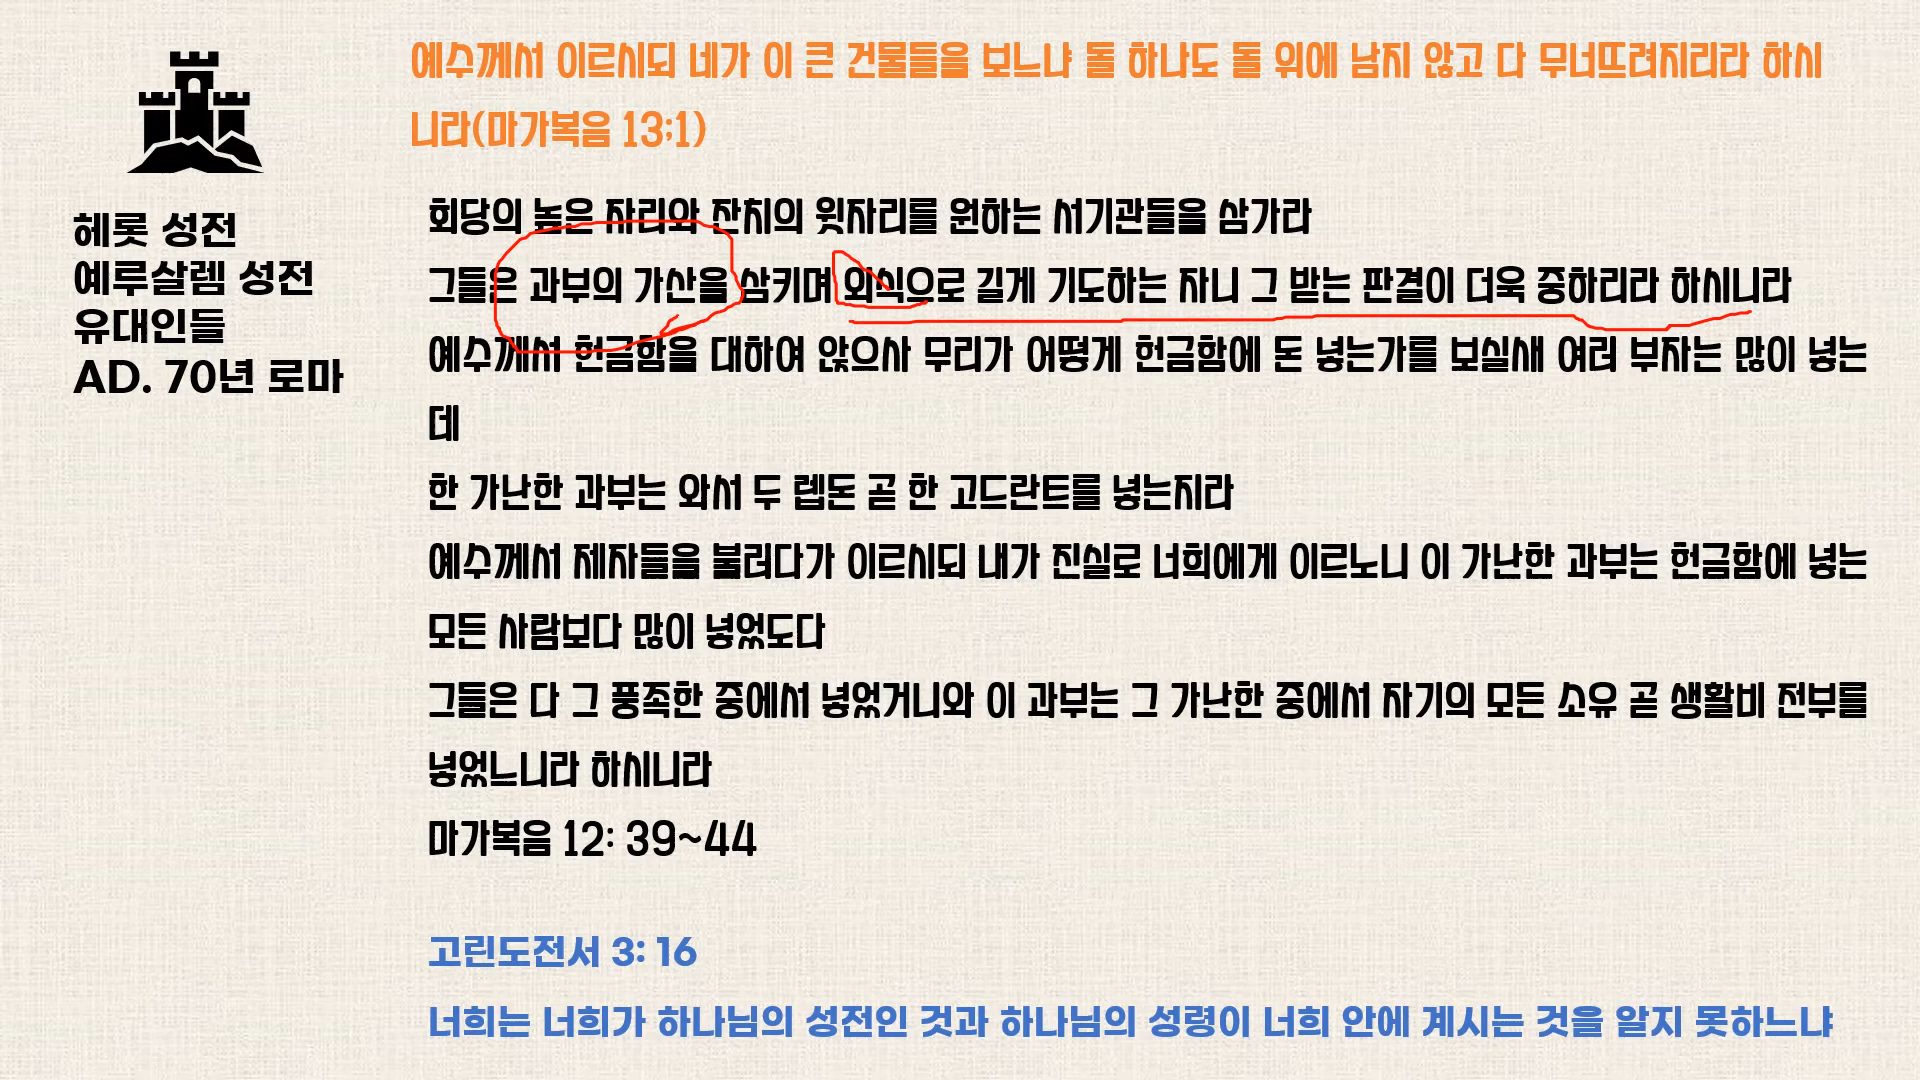 예수께서 이르시되 네가 이 큰 건물들을 보느냐 돌 하나도 돌 위에 남지 않고 다 무너뜨려지리라 하시
니라(마가복음 13;1)
헤롯 성전
예루살렘 성전
유대인들
AD. 70년 로마
회당의 높은 자리와 잔치의 윗자리를 원하는 서기관들을 삼가라
그들은 과부의 가산을 삼키며 외식으로 길게 기도하는 자니 그 받는 판결이 더욱 중하리라 하시니라
예수께서 헌금함을 대하여 앉으사 무리가 어떻게 헌금함에 돈 넣는가를 보실새 여러 부자는 많이 넣는
데
한 가난한 과부는 와서 두 렙돈 곧 한 고드란트를 넣는지라
예수께서 제자들을 불러다가 이르시되 내가 진실로 너희에게 이르노니 이 가난한 과부는 헌금함에 넣는
모든 사람보다 많이 넣었도다
그들은 다 그 풍족한 중에서 넣었거니와 이 과부는 그 가난한 중에서 자기의 모든 소유 곧 생활비 전부를
넣었느니라 하시니라
마가복음 12: 39~44
고린도전서 3: 16
너희는 너희가 하나님의 성전인 것과 하나님의 성령이 너희 안에 계시는 것을 알지 못하느냐